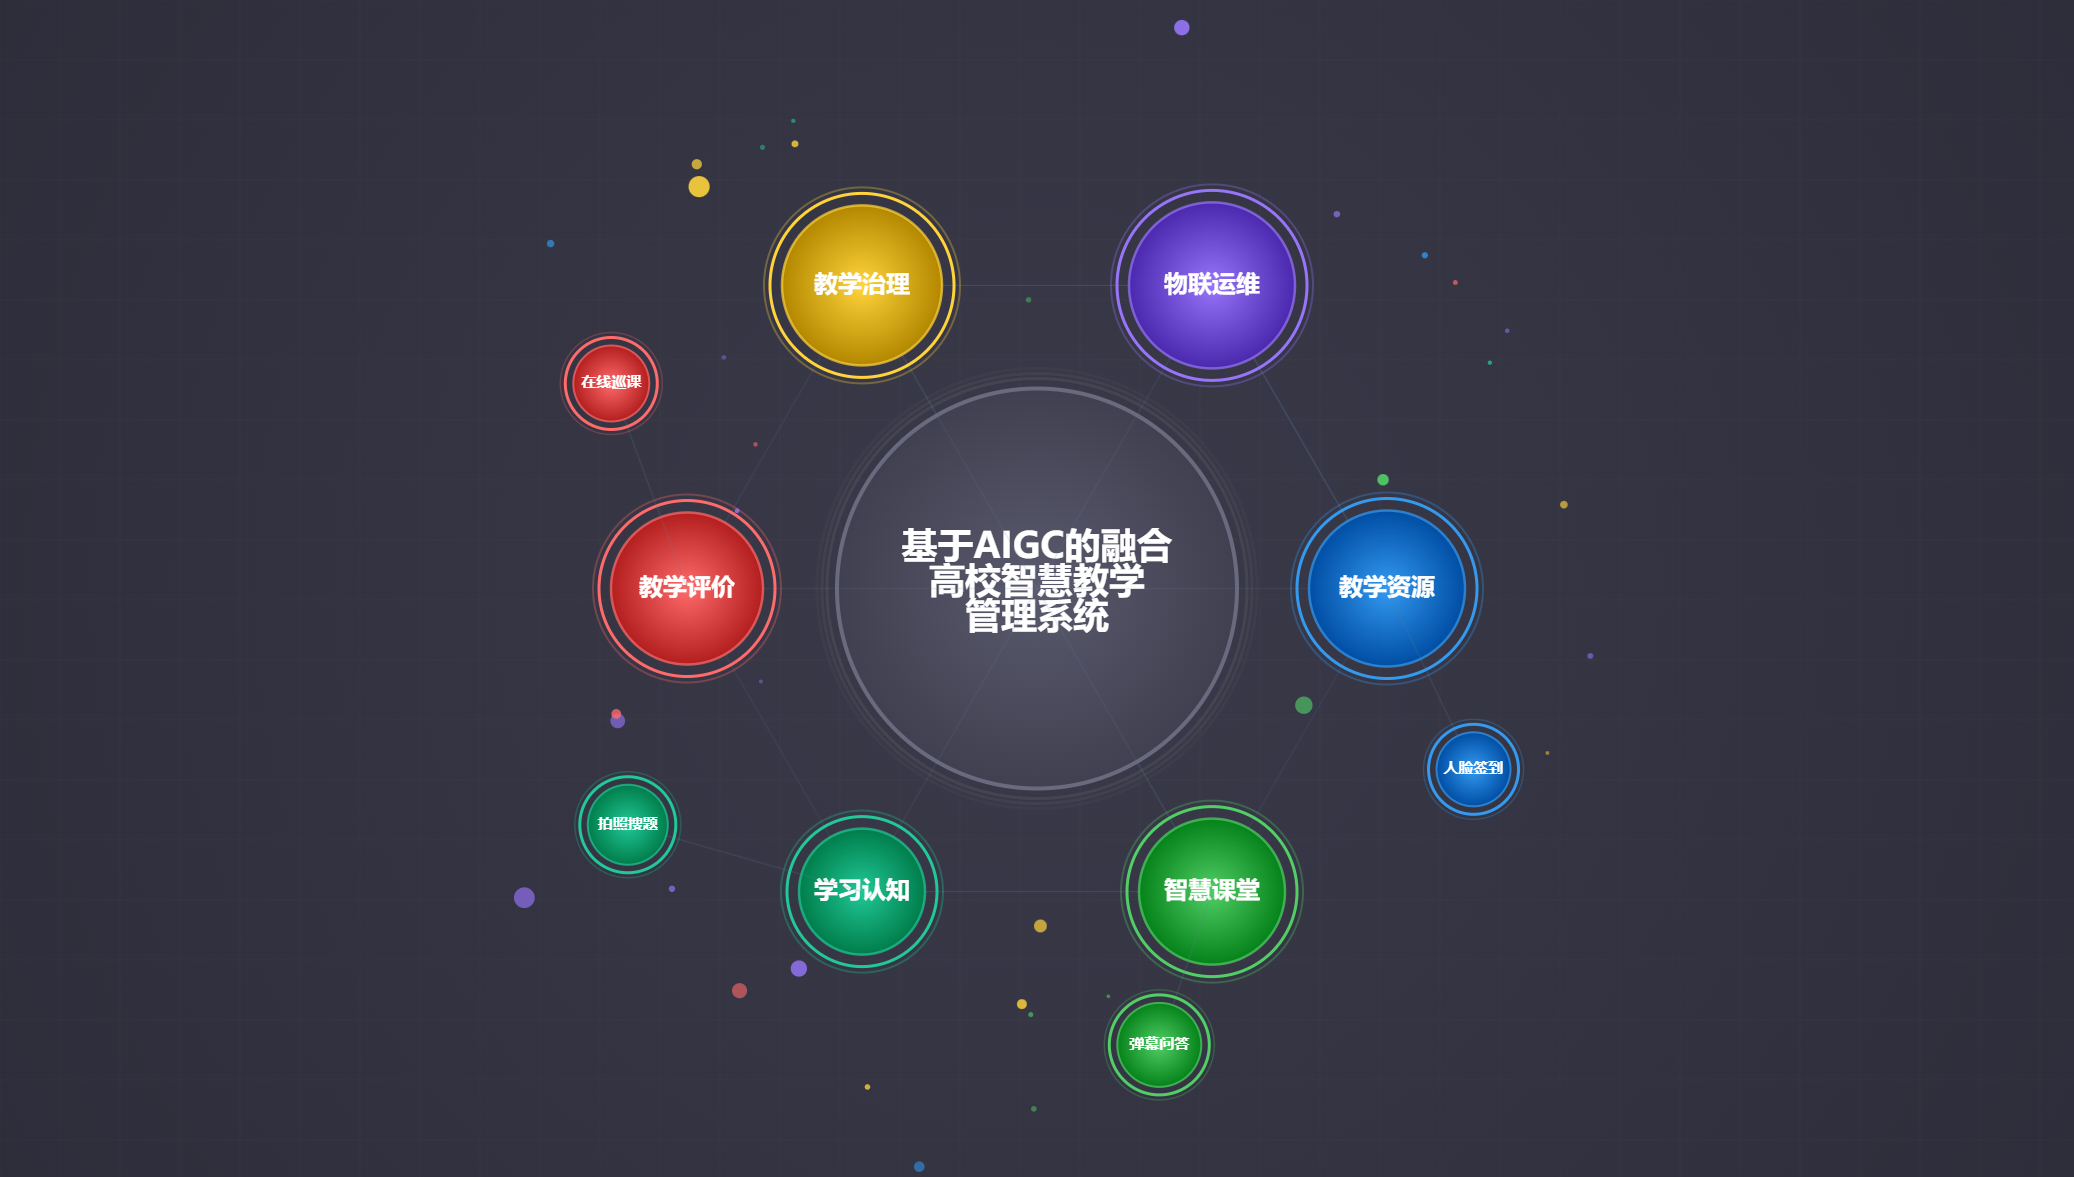 教学治理
物联运维
在线巡课
基于AIGC的融合
高校智慧教学
管理系统
教学评价
教学资源
人脸签到
拍照搜题
学习认知
智慧课堂
弹幕问答